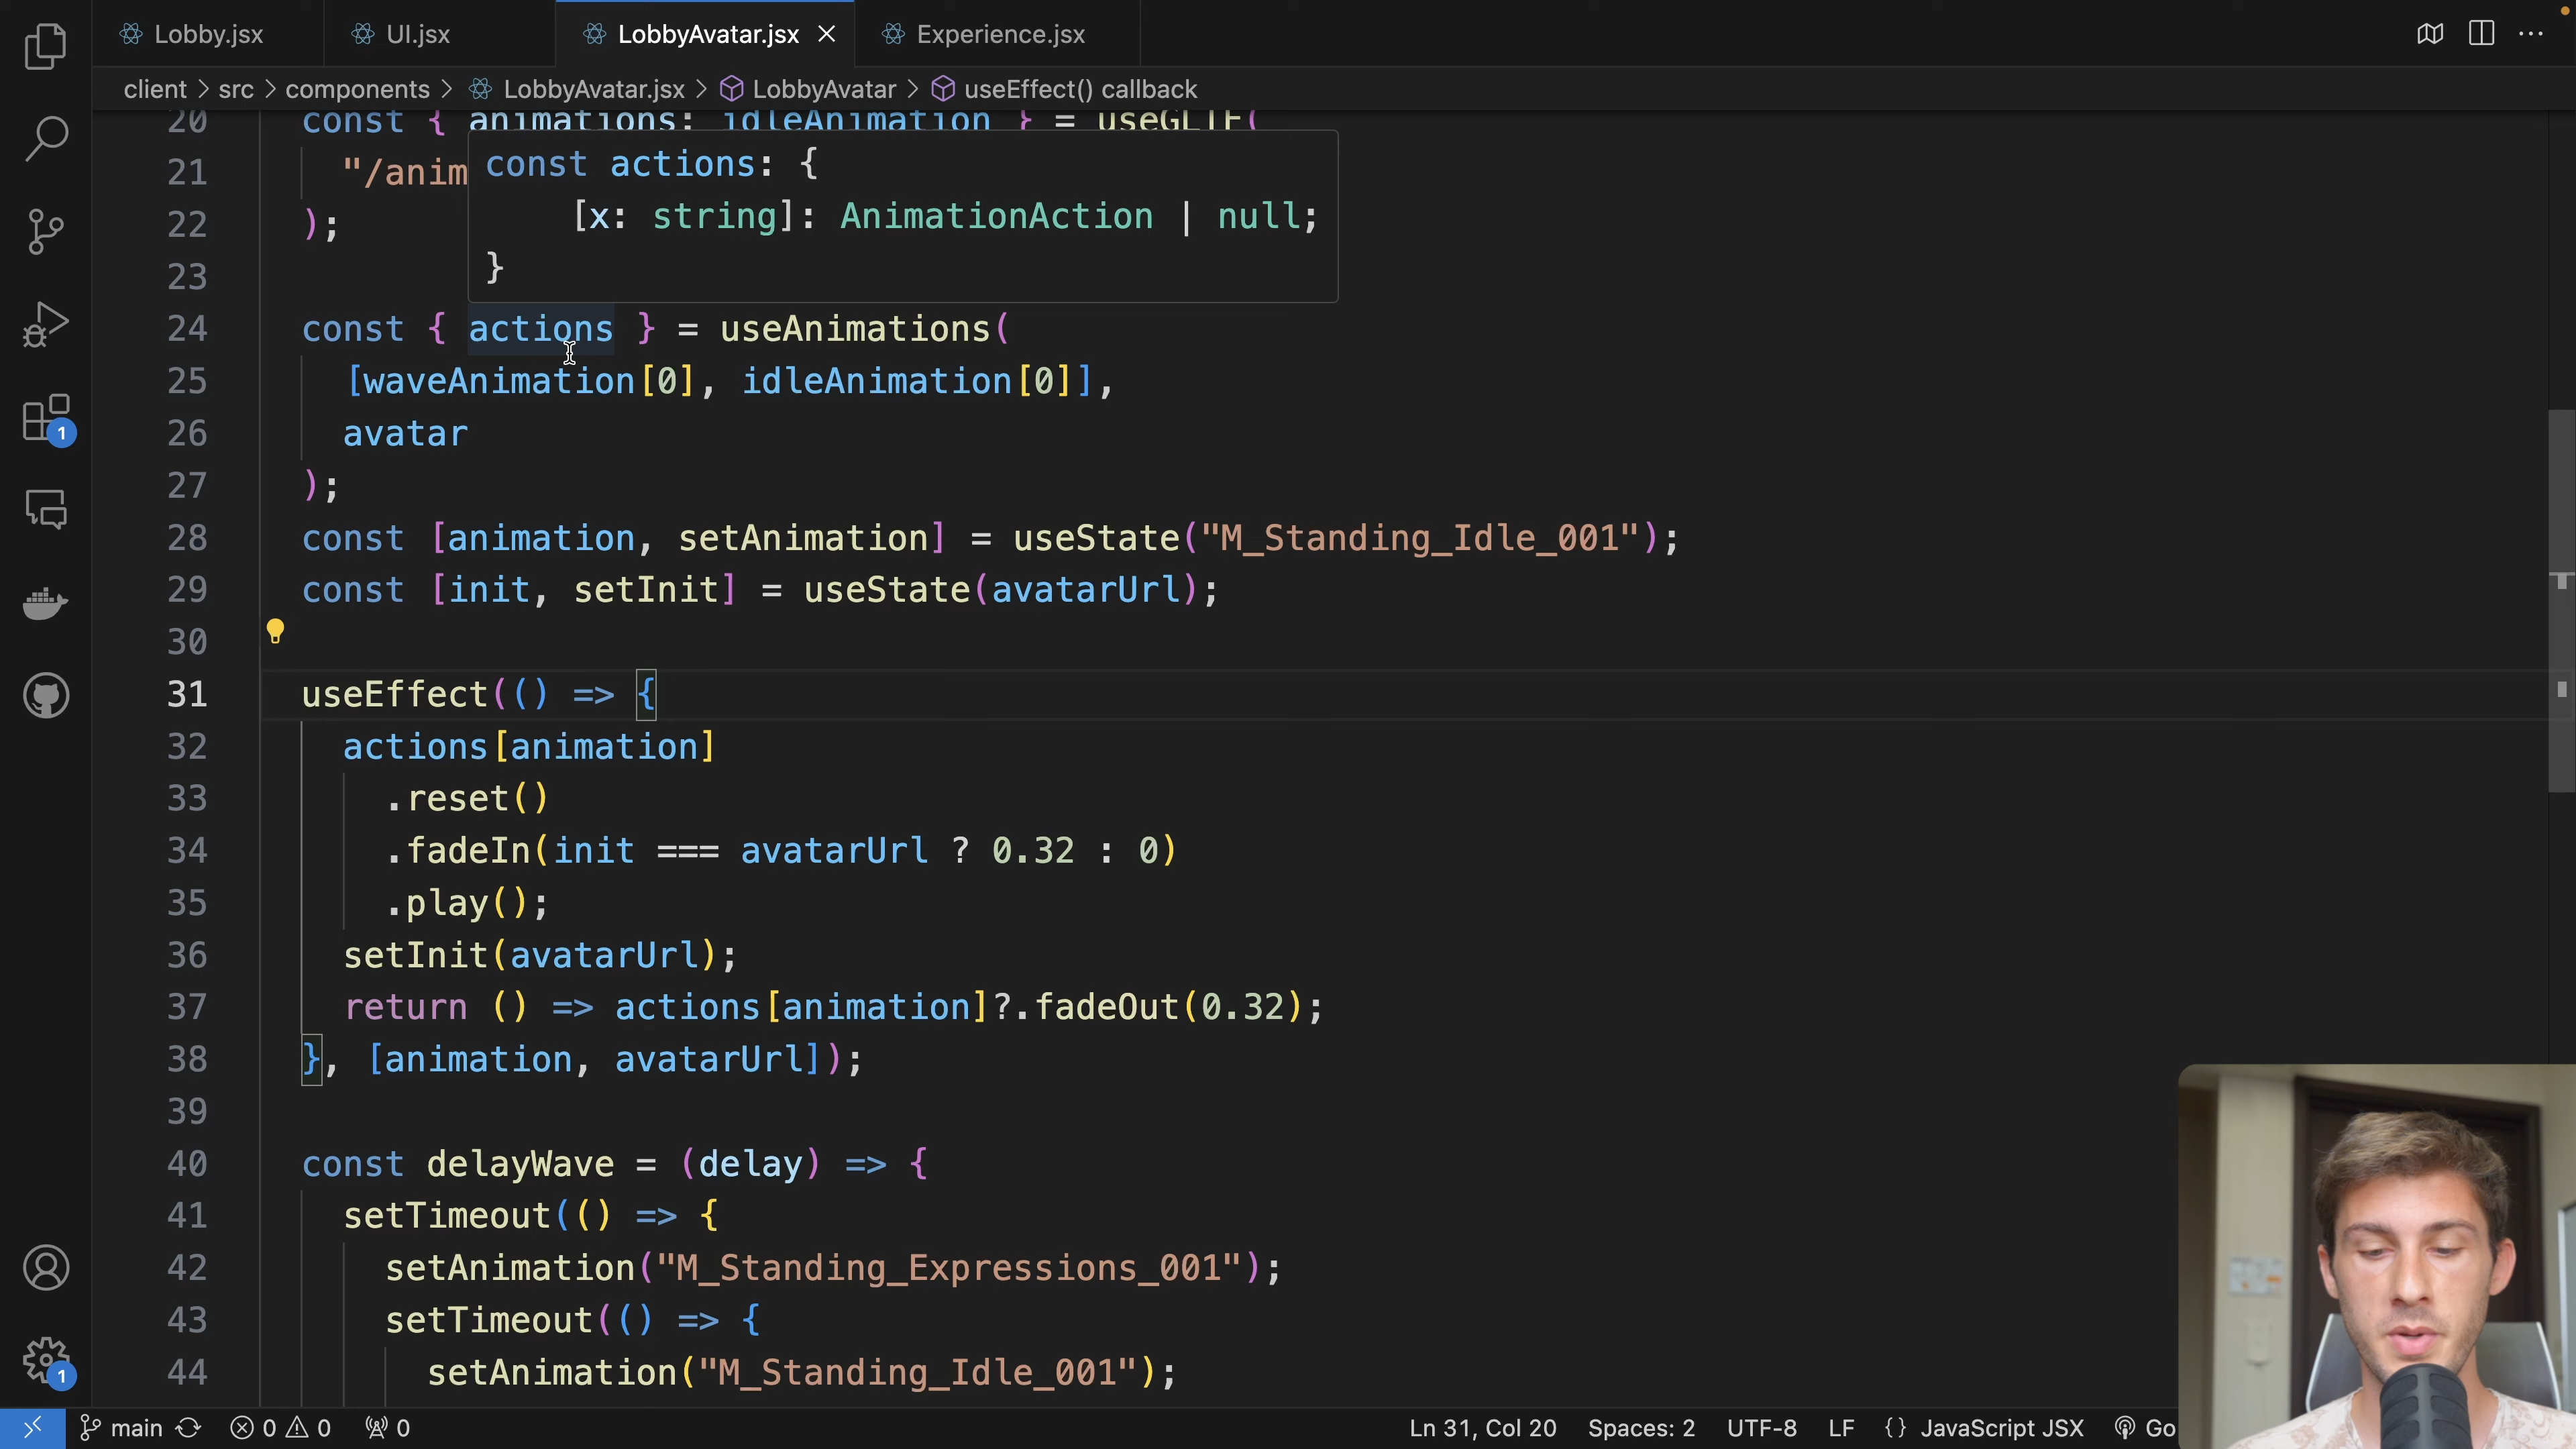 Lobby.jsx UI.jsx LobbyAvatar.jsx Experience.jsx
client > src > components > LobbyAvatar.jsx > LobbyAvatar > useEffect() callback
20 const { animations: idleAnimation } = useGLTF(
const actions: {
21 "/anim
[x: string]: AnimationAction | null;
22 );
}
23
24 const { actions } = useAnimations(
25 [waveAnimation[0], idleAnimation[0]],
26 avatar
27 );
28 const [animation, setAnimation] = useState("M_Standing_Idle_001");
29 const [init, setInit] = useState(avatarUrl);
30
31 useEffect(() => {
32 actions[animation]
33 .reset()
34 .fadeIn(init === avatarUrl ? 0.32 : 0)
35 .play();
36 setInit(avatarUrl);
37 return () => actions[animation]?.fadeOut(0.32);
38 }, [animation, avatarUrl]);
39
40 const delayWave = (delay) => {
41 setTimeout(() => {
42 setAnimation("M_Standing_Expressions_001");
43 setTimeout(() => {
44 setAnimation("M_Standing_Idle_001");
1
1
main 0 0 0 Ln 31, Col 20 Spaces: 2 UTF-8 LF {} JavaScript JSX Go